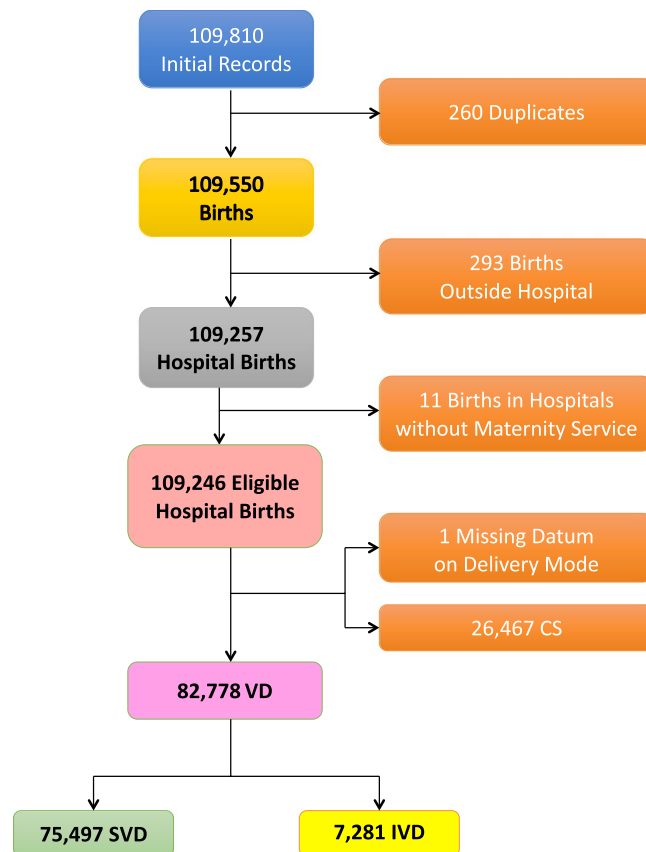 109,810
Initial Records
260 Duplicates
109,550
Births
293 Births
Outside Hospital
109,257
Hospital Births
11 Births in Hospitals
without Maternity Service
109,246 Eligible
Hospital Births
1 Missing Datum
on Delivery Mode
26,467 CS
82,778 VD
75,497 SVD
7,281 IVD